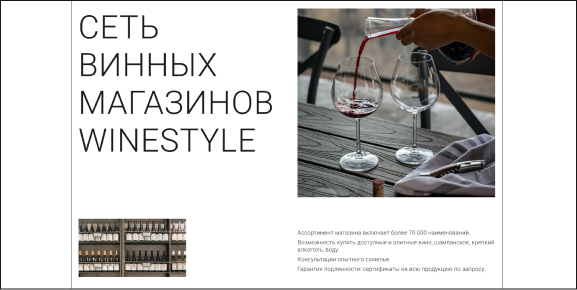 СЕТЬ
ВИННЫХ
МАГАЗИНОВ
WINESTYLE
Ассортимент магазина включает более 70 000 наименований.
Возможность купить доступные и элитные вина, шампанское, крепкий
алкоголь, воду.
Консультации опытного сомелье.
Гарантия подлинности: сертификаты на всю продукцию по запросу.